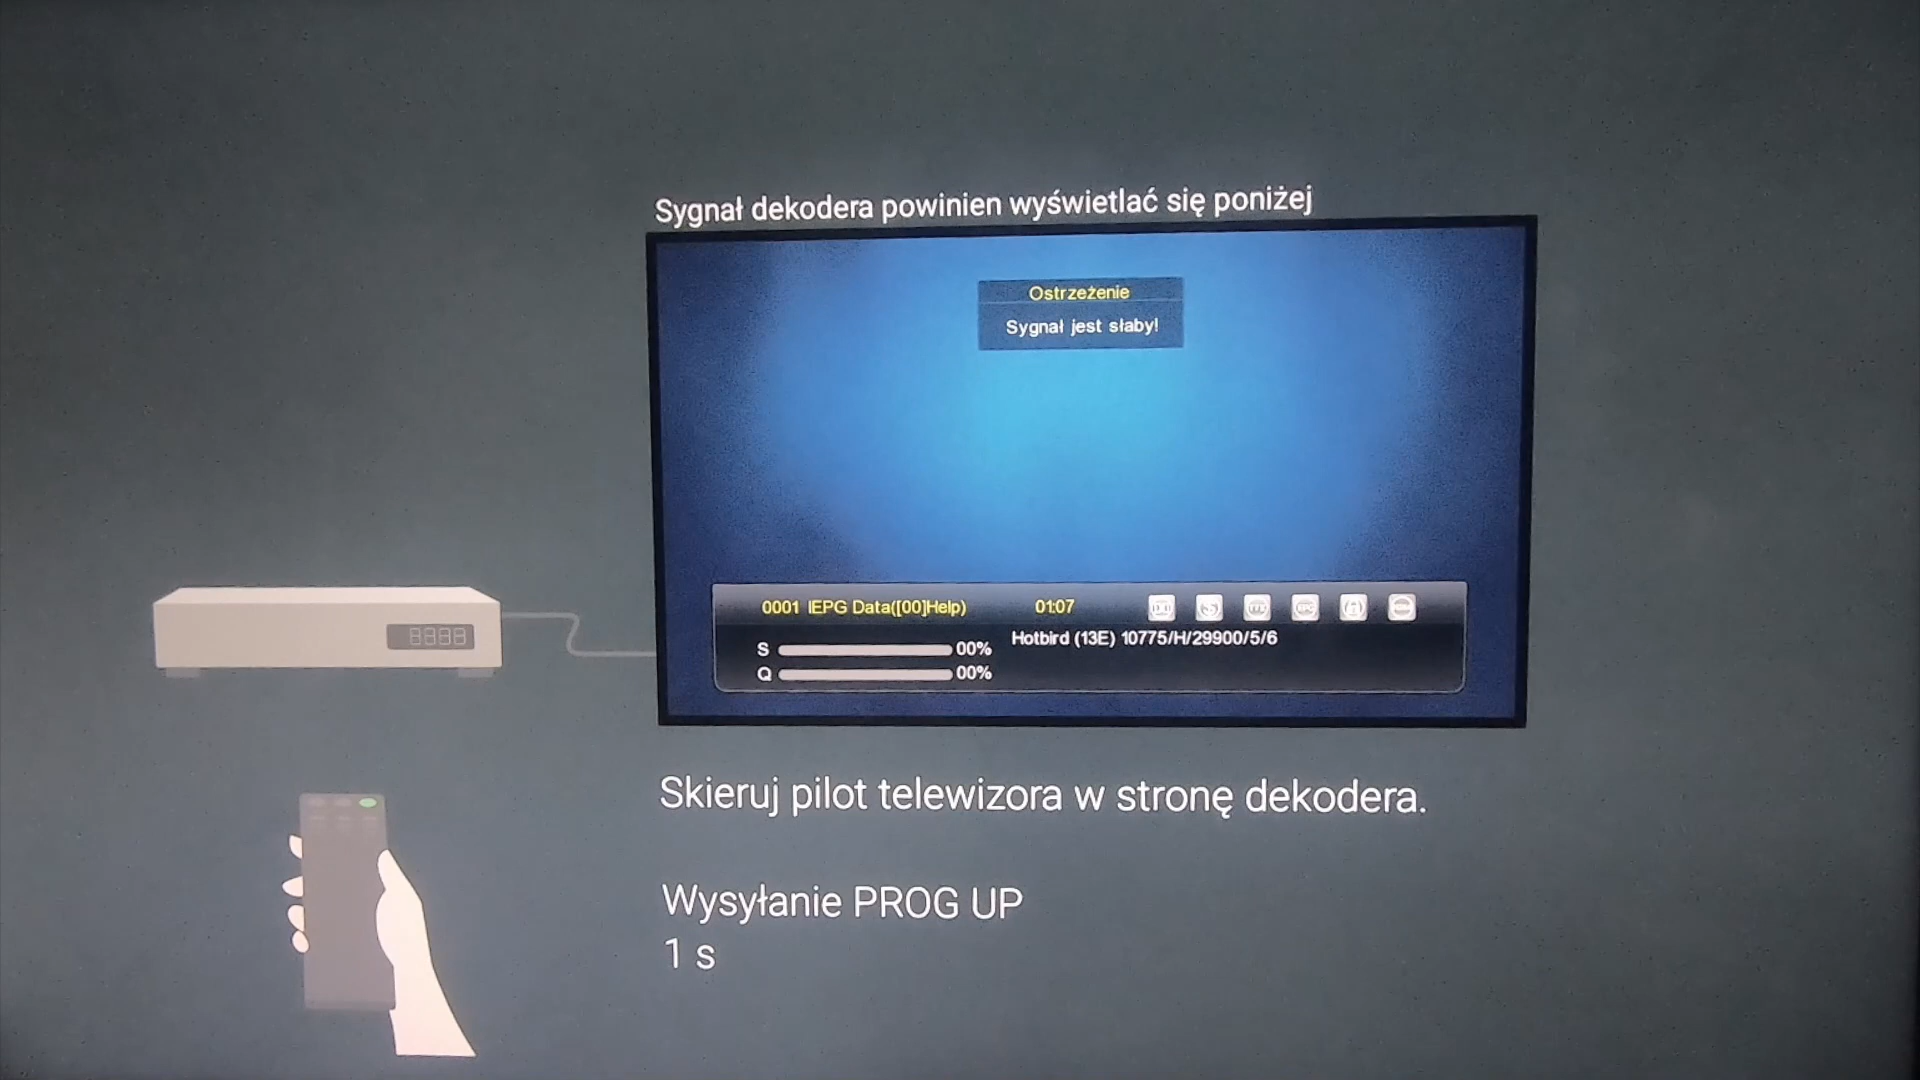 Sygnał dekodera powinien wyświetlać się poniżej
Ostrzeżenie
Sygnał jest słaby!
0001 IEPG Data([00]Help)
01:07
S 00%
Hotbird (13E) 10775/H/29900/5/6
Q 00%
Skieruj pilot telewizora w stronę dekodera.
Wysyłanie PROG UP
1 s